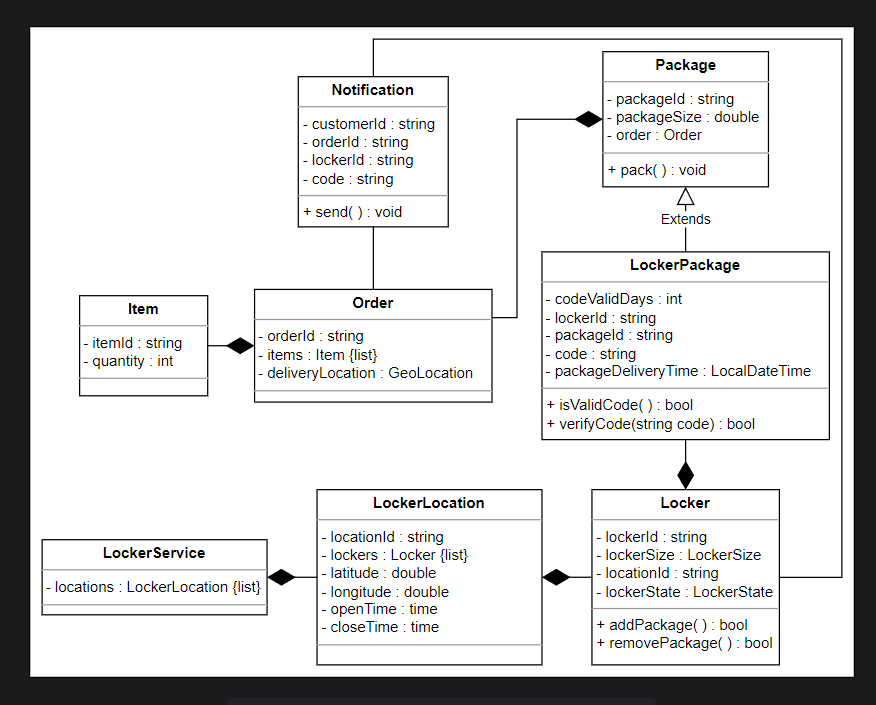 Notification
- customerId : string
- orderId : string
- lockerId : string
- code : string
+ send( ) : void
Package
- packageId : string
- packageSize : double
- order : Order
+ pack( ) : void
Extends
Item
- itemId : string
- quantity : int
Order
- orderId : string
- items : Item {list}
- deliveryLocation : GeoLocation
LockerPackage
- codeValidDays : int
- lockerId : string
- packageId : string
- code : string
- packageDeliveryTime : LocalDateTime
+ isValidCode( ) : bool
+ verifyCode(string code) : bool
LockerService
- locations : LockerLocation {list}
LockerLocation
- locationId : string
- lockers : Locker {list}
- latitude : double
- longitude : double
- openTime : time
- closeTime : time
Locker
- lockerId : string
- lockerSize : LockerSize
- locationId : string
- lockerState : LockerState
+ addPackage( ) : bool
+ removePackage( ) : bool